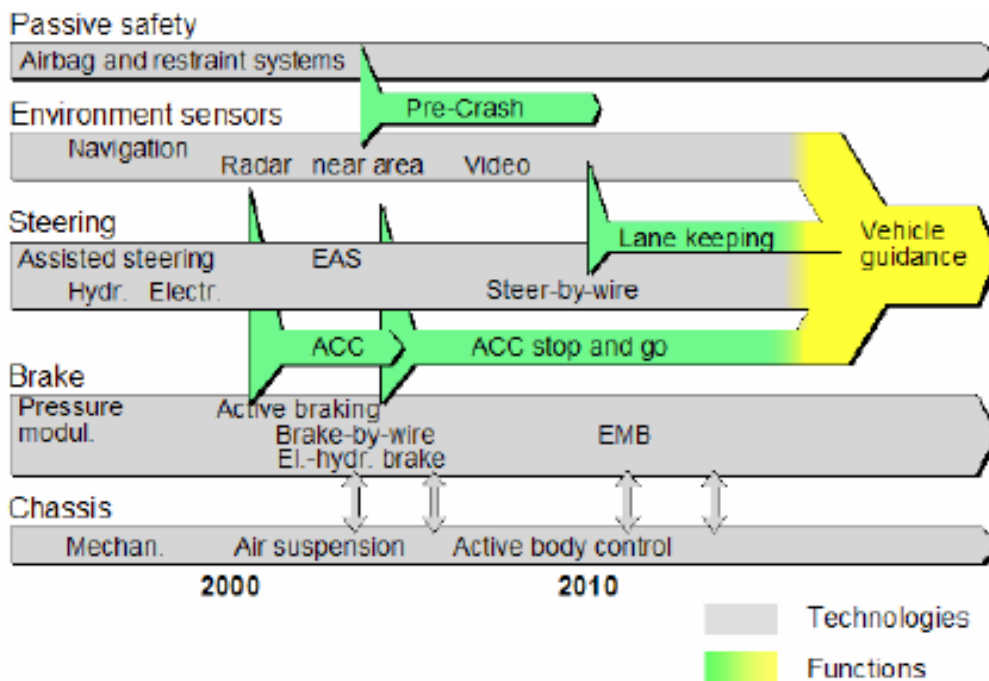 Passive safety
Airbag and restraint systems
Pre-Crash
Environment sensors
Navigation
Radar near area Video
Steering
Lane keeping
Vehicle
guidance
Assisted steering EAS
Hydr. Electr. Steer-by-wire
ACC ACC stop and go
Brake
Pressure
modul.
Active braking
Brake-by-wire EMB
El.-hydr. brake
Chassis
Mechan. Air suspension Active body control
2000 2010
Technologies
Functions